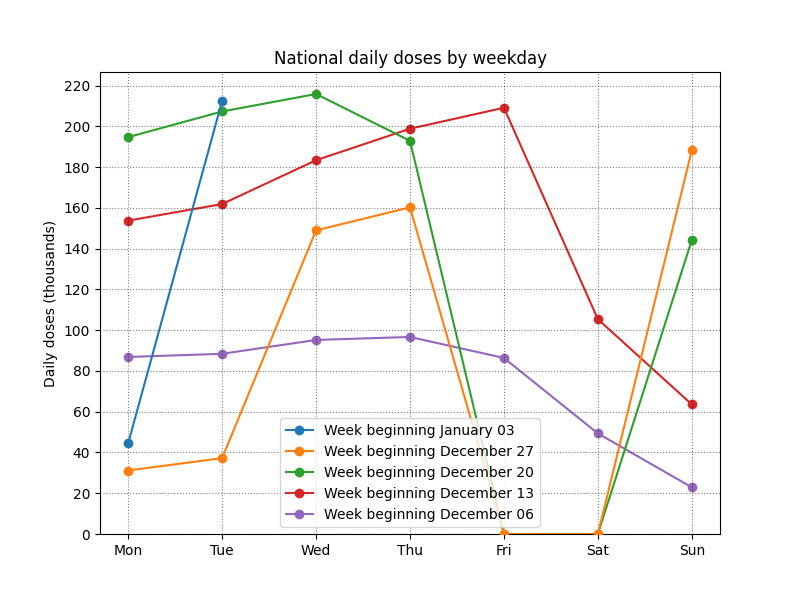 National daily doses by weekday
Daily doses (thousands)
220
200
180
160
140
120
100
80
60
40
20
0
Week beginning January 03
Week beginning December 27
Week beginning December 20
Week beginning December 13
Week beginning December 06
Mon Tue Wed Thu Fri Sat Sun